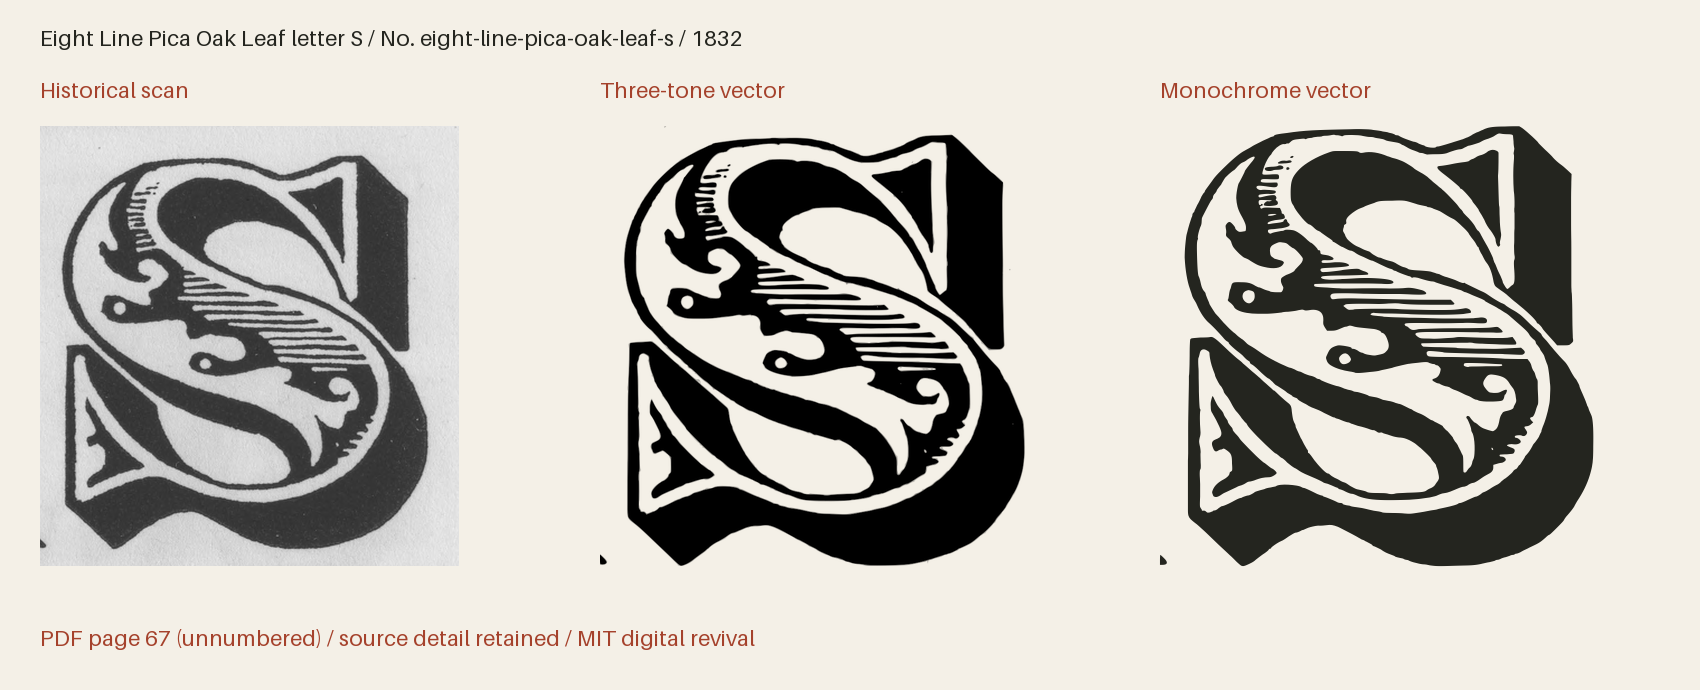 Eight Line Pica Oak Leaf letter S / No. eight-line-pica-oak-leaf-s / 1832
Historical scan
Three-tone vector
Monochrome vector
S
S
S
PDF page 67 (unnumbered) / source detail retained / MIT digital revival